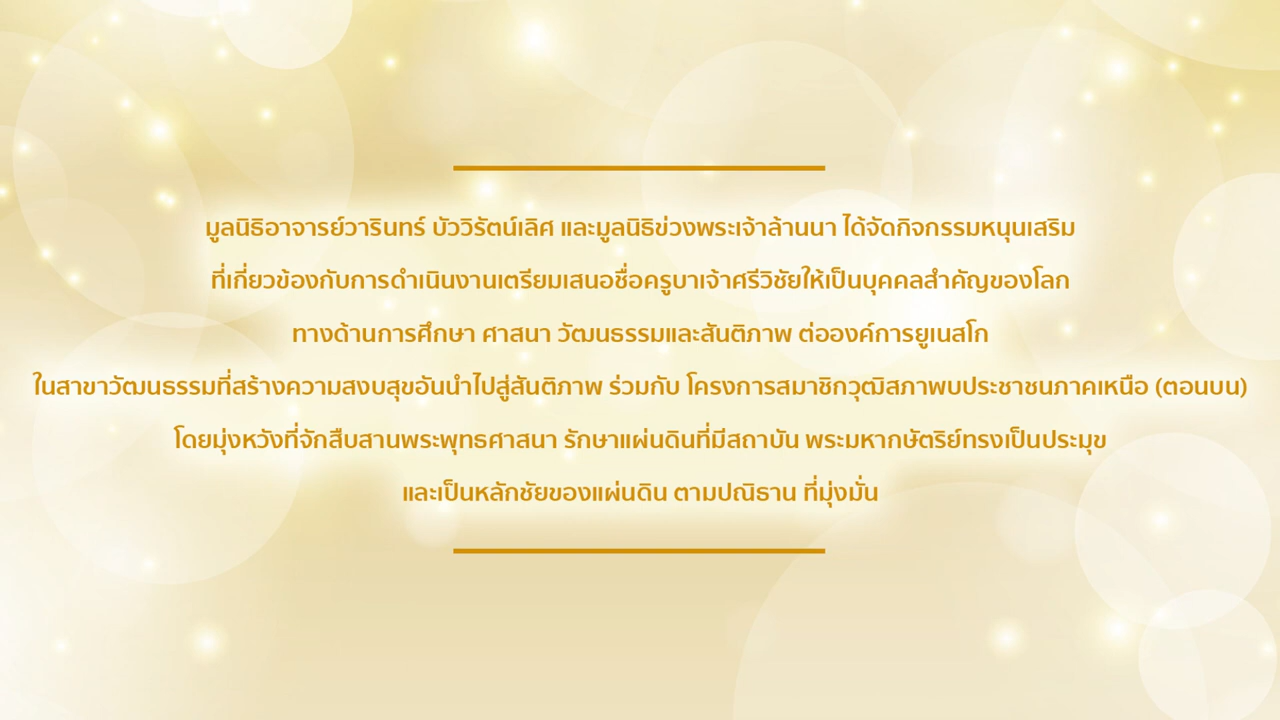 มูลนิธิอาจารย์วารินทร์ บัววิรัตน์เลิศ และมูลนิธิข่วงพระเจ้าล้านนา ได้จัดกิจกรรมหนุนเสริม
ที่เกี่ยวข้องกับการดำเนินงานเตรียมเสนอชื่อครูบาเจ้าศรีวิชัยให้เป็นบุคคลสำคัญของโลก
ทางด้านการศึกษา ศาสนา วัฒนธรรมและสันติภาพ ต่อองค์การยูเนสโก
ในสาขาวัฒนธรรมที่สร้างความสงบสุขอันนำไปสู่สันติภาพ ร่วมกับ โครงการสมาชิกวุฒิสภาพบประชาชนภาคเหนือ (ตอนบน)
โดยมุ่งหวังที่จักสืบสานพระพุทธศาสนา รักษาแผ่นดินที่มีสถาบัน พระมหากษัตริย์ทรงเป็นประมุข
และเป็นหลักชัยของแผ่นดิน ตามปณิธาน ที่มุ่งมั่น